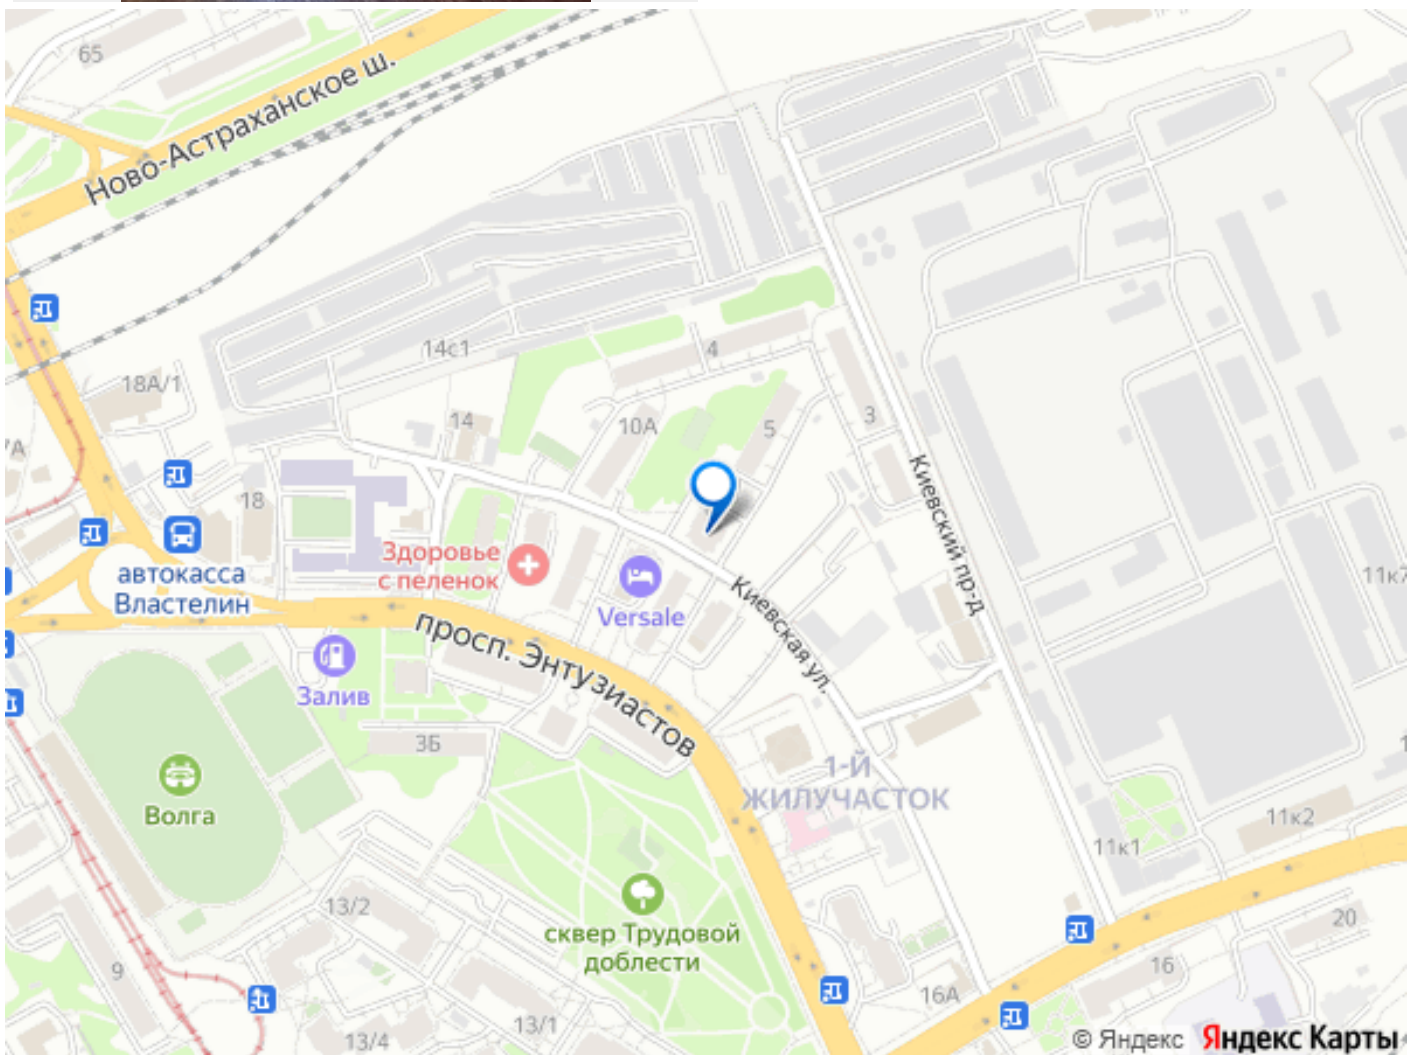 65
Ново-Астраханское ш.
14с1
4
18А/1
3
14
10А
5
Киевский пр-д
18
Здоровье
с пеленок
автокасса
Властелин
Versale
Киевская ул.
11к7
просп. Энтузиастов
Залив
3Б
1-Й
ЖИЛУЧАСТОК
Волга
11к2
11к1
13/2
20
сквер Трудовой
доблести
9
16
16А
13/1
13/4
© Яндекс Яндекс Карты